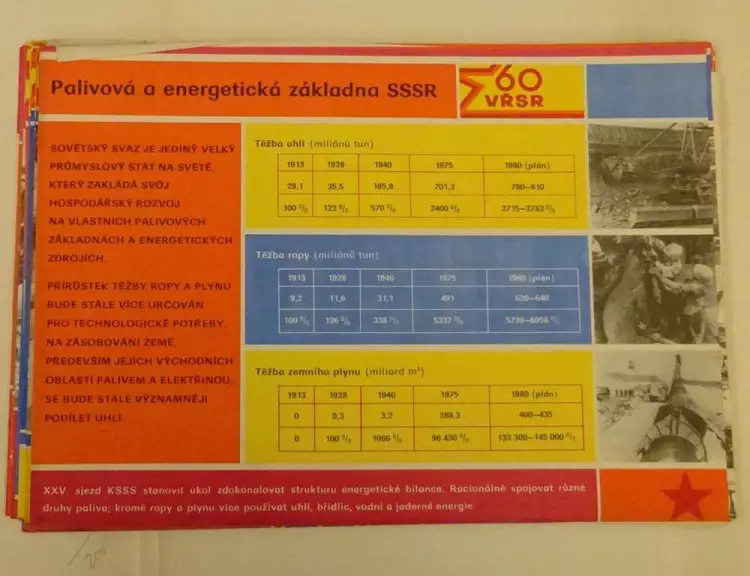 Palivová a energetická základna SSSR
60
VŘSR
SOVĚTSKÝ SVAZ JE JEDINÝ VELKÝ
PRŮMYSLOVÝ STÁT NA SVĚTĚ,
KTERÝ ZAKLÁDÁ SVŮJ
HOSPODÁŘSKÝ ROZVOJ
NA VLASTNÍCH PALIVOVÝCH
ZÁKLADNÁCH A ENERGETICKÝCH
ZDROJÍCH.
PŘÍRŮSTEK TĚŽBY ROPY A PLYNU
BUDE STÁLE VÍCE URČOVÁN
PRO TECHNOLOGICKÉ POTŘEBY.
NA ZÁSOBOVÁNÍ ZEMĚ,
PŘEDEVŠÍM JEJÍCH VÝCHODNÍCH
OBLASTÍ PALIVEM A ELEKTŘINOU,
SE BUDE STÁLE VÝZNAMNĚJI
PODÍLET UHLÍ.
Těžba uhlí (miliónů tun)
1913 1928 1940 1975 1980 (plán)
29,1 35,5 165,9 701,3 790—810
100 % 122 % 570 % 2400 % 2715—2783 %
Těžba ropy (miliónů tun)
1913 1928 1940 1975 1980 (plán)
9,2 11,6 31,1 491 620—640
100 % 126 % 338 % 5337 % 5739—6956 %
Těžba zemního plynu (miliard m³)
1913 1928 1940 1975 1980 (plán)
0 0,3 3,2 289,3 400—435
0 100 % 1066 % 96 430 % 133 300—145 000 %
XXV. sjezd KSSS stanovil úkol zdokonalovat strukturu energetické bilance. Racionálně spojovat různé
druhy paliva; kromě ropy a plynu více používat uhlí, břidlic, vodní a jaderné energie.